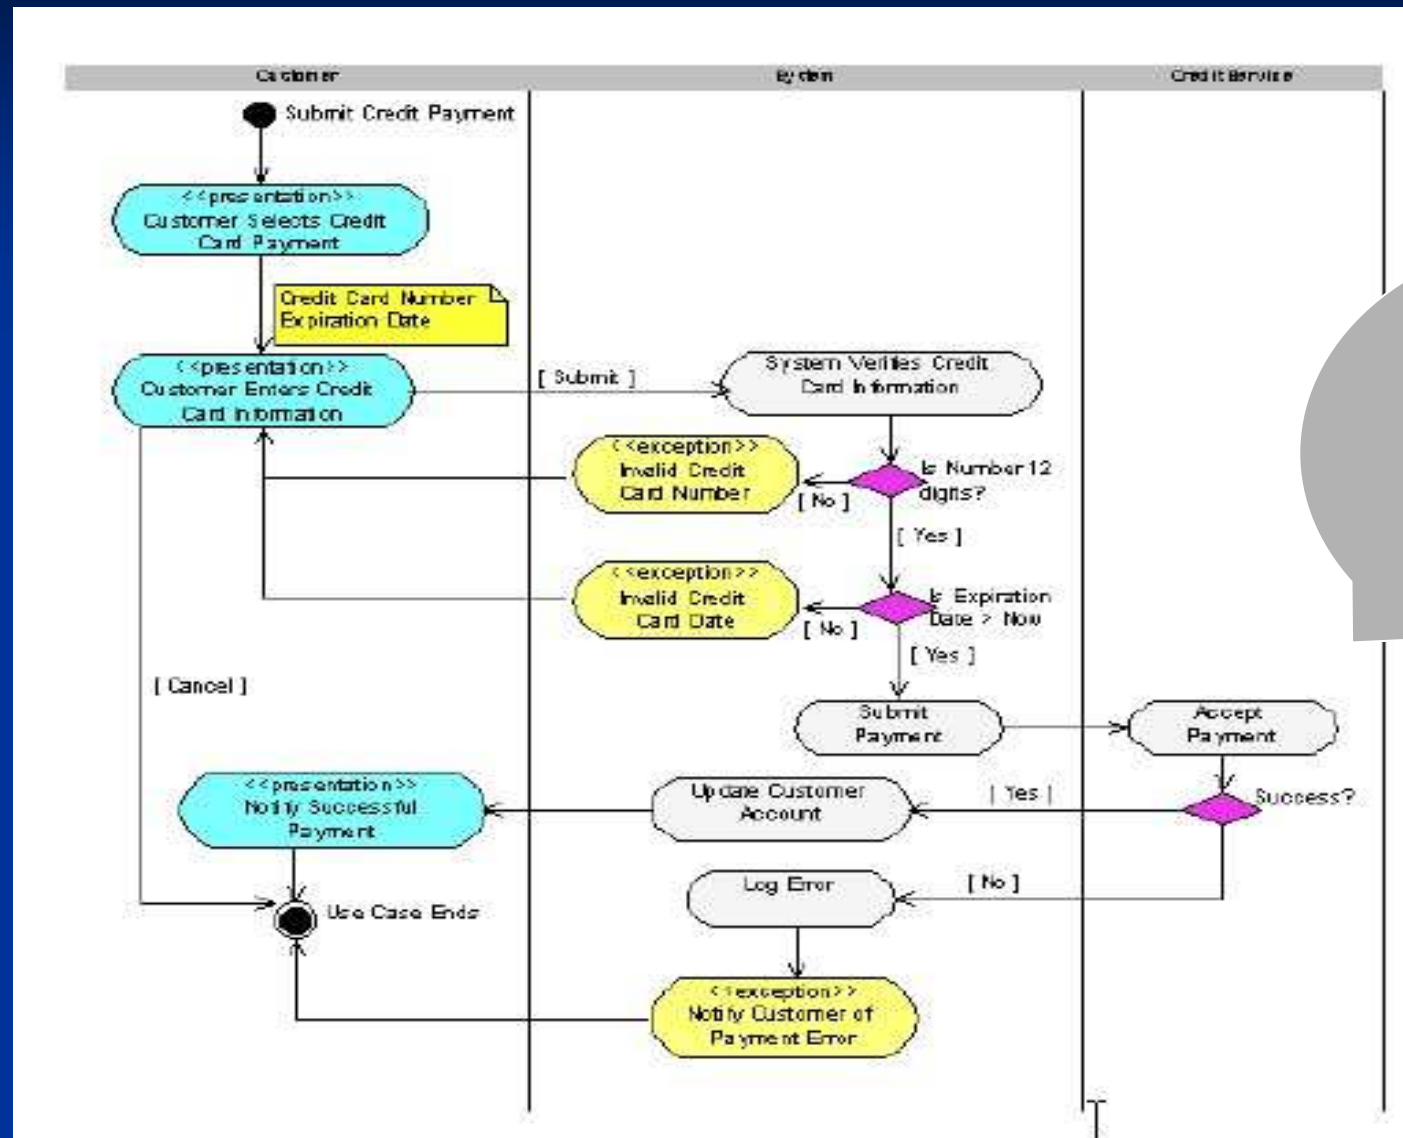 Customer
System
Credit Service
Submit Credit Payment
<<presentation>>
Customer Selects Credit
Card Payment
Credit Card Number
Expiration Date
<<presentation>>
Customer Enters Credit
Card Information
[ Submit ]
System Verifies Credit
Card Information
<<exception>>
Invalid Credit
Card Number
[ No ]
Is Number 12
digits?
[ Yes ]
<<exception>>
Invalid Credit
Card Date
[ No ]
Is Expiration
Date > Now
[ Yes ]
[ Cancel ]
Submit
Payment
Accept
Payment
<<presentation>>
Notify Successful
Payment
Update Customer
Account
[ Yes ]
Success?
Log Error
[ No ]
Use Case Ends
<<exception>>
Notify Customer of
Payment Error